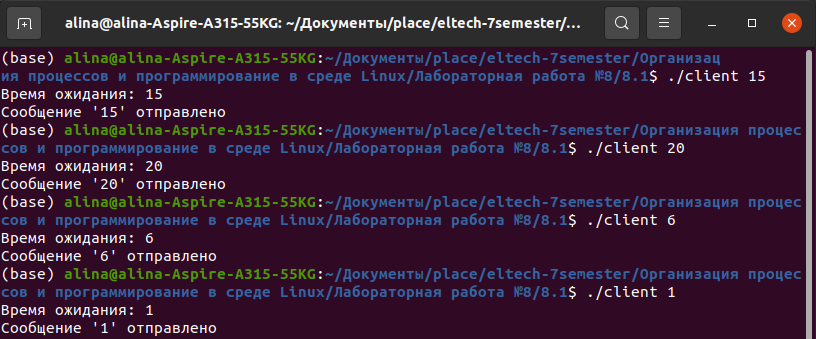 alina@alina-Aspire-A315-55KG: ~/Документы/place/eltech-7semester/...
(base) alina@alina-Aspire-A315-55KG:~/Документы/place/eltech-7semester/Организац
ия процессов и программирование в среде Linux/Лабораторная работа №8/8.1$ ./client 15
Время ожидания: 15
Сообщение '15' отправлено
(base) alina@alina-Aspire-A315-55KG:~/Документы/place/eltech-7semester/Организация процес
сов и программирование в среде Linux/Лабораторная работа №8/8.1$ ./client 20
Время ожидания: 20
Сообщение '20' отправлено
(base) alina@alina-Aspire-A315-55KG:~/Документы/place/eltech-7semester/Организация процес
сов и программирование в среде Linux/Лабораторная работа №8/8.1$ ./client 6
Время ожидания: 6
Сообщение '6' отправлено
(base) alina@alina-Aspire-A315-55KG:~/Документы/place/eltech-7semester/Организация процес
сов и программирование в среде Linux/Лабораторная работа №8/8.1$ ./client 1
Время ожидания: 1
Сообщение '1' отправлено